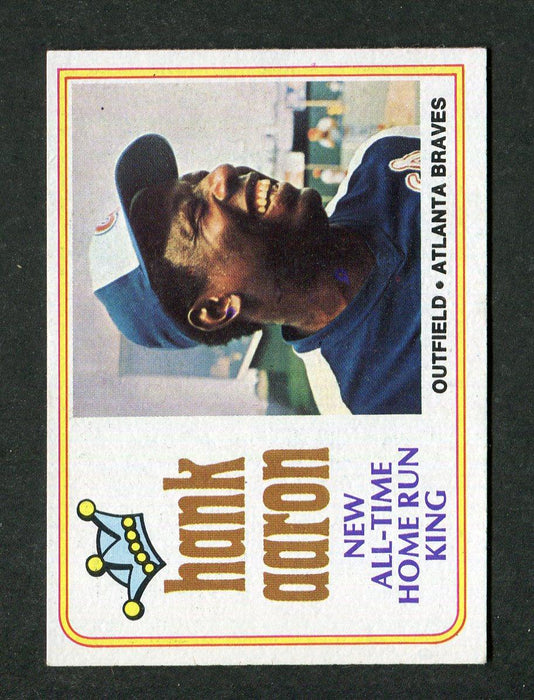 hank
aaron
NEW
ALL-TIME
HOME RUN
KING
OUTFIELD • ATLANTA BRAVES